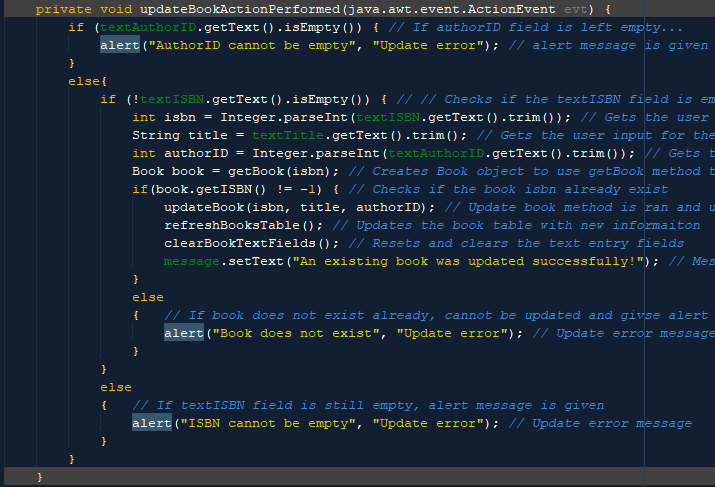 private void updateBookActionPerformed(java.awt.event.ActionEvent evt) {
if (textAuthorID.getText().isEmpty()) { // If authorID field is left empty...
alert("AuthorID cannot be empty", "Update error"); // alert message is given
}
else{
if (!textISBN.getText().isEmpty()) { // // Checks if the textISBN field is em
int isbn = Integer.parseInt(textISBN.getText().trim()); // Gets the user
String title = textTitle.getText().trim(); // Gets the user input for the
int authorID = Integer.parseInt(textAuthorID.getText().trim()); // Gets t
Book book = getBook(isbn); // Creates Book object to use getBook method t
if(book.getISBN() != -1) { // Checks if the book isbn already exist
updateBook(isbn, title, authorID); // Update book method is ran and u
refreshBooksTable(); // Updates the book table with new informaiton
clearBookTextFields(); // Resets and clears the text entry fields
message.setText("An existing book was updated successfully!"); // Mes
}
else
{ // If book does not exist already, cannot be updated and givse alert
alert("Book does not exist", "Update error"); // Update error message
}
}
else
{ // If textISBN field is still empty, alert message is given
alert("ISBN cannot be empty", "Update error"); // Update error message
}
}
}